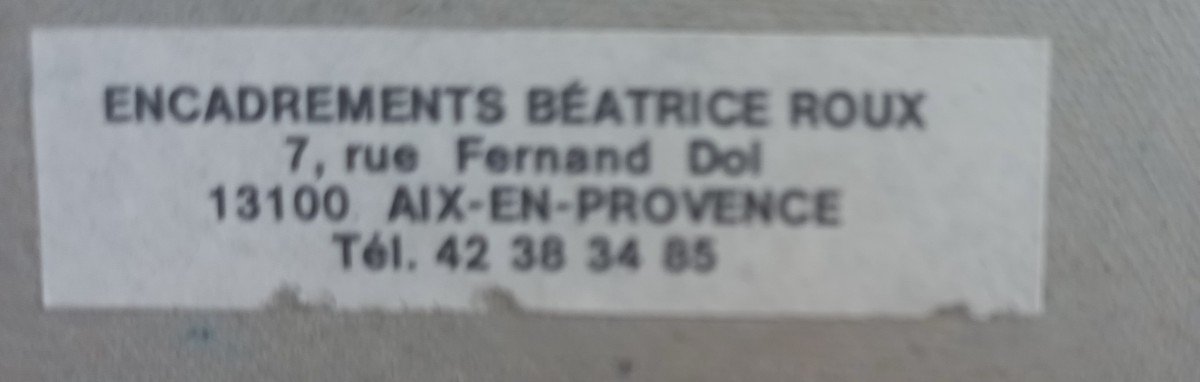 ENCADREMENTS BÉATRICE ROUX
7, rue Fernand Dol
13100 AIX-EN-PROVENCE
Tél. 42 38 34 85